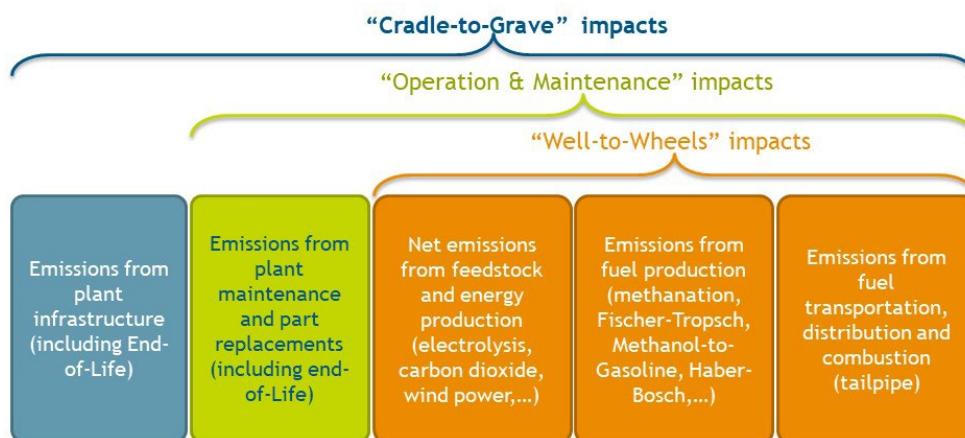 “Cradle-to-Grave” impacts
“Operation & Maintenance” impacts
“Well-to-Wheels” impacts
Emissions from
plant
infrastructure
(including End-
of-Life)
Emissions from
plant
maintenance
and part
replacements
(including end-
of-Life)
Net emissions
from feedstock
and energy
production
(electrolysis,
carbon dioxide,
wind power,…)
Emissions from
fuel production
(methanation,
Fischer-Tropsch,
Methanol-to-
Gasoline, Haber-
Bosch,…)
Emissions from
fuel
transportation,
distribution and
combustion
(tailpipe)